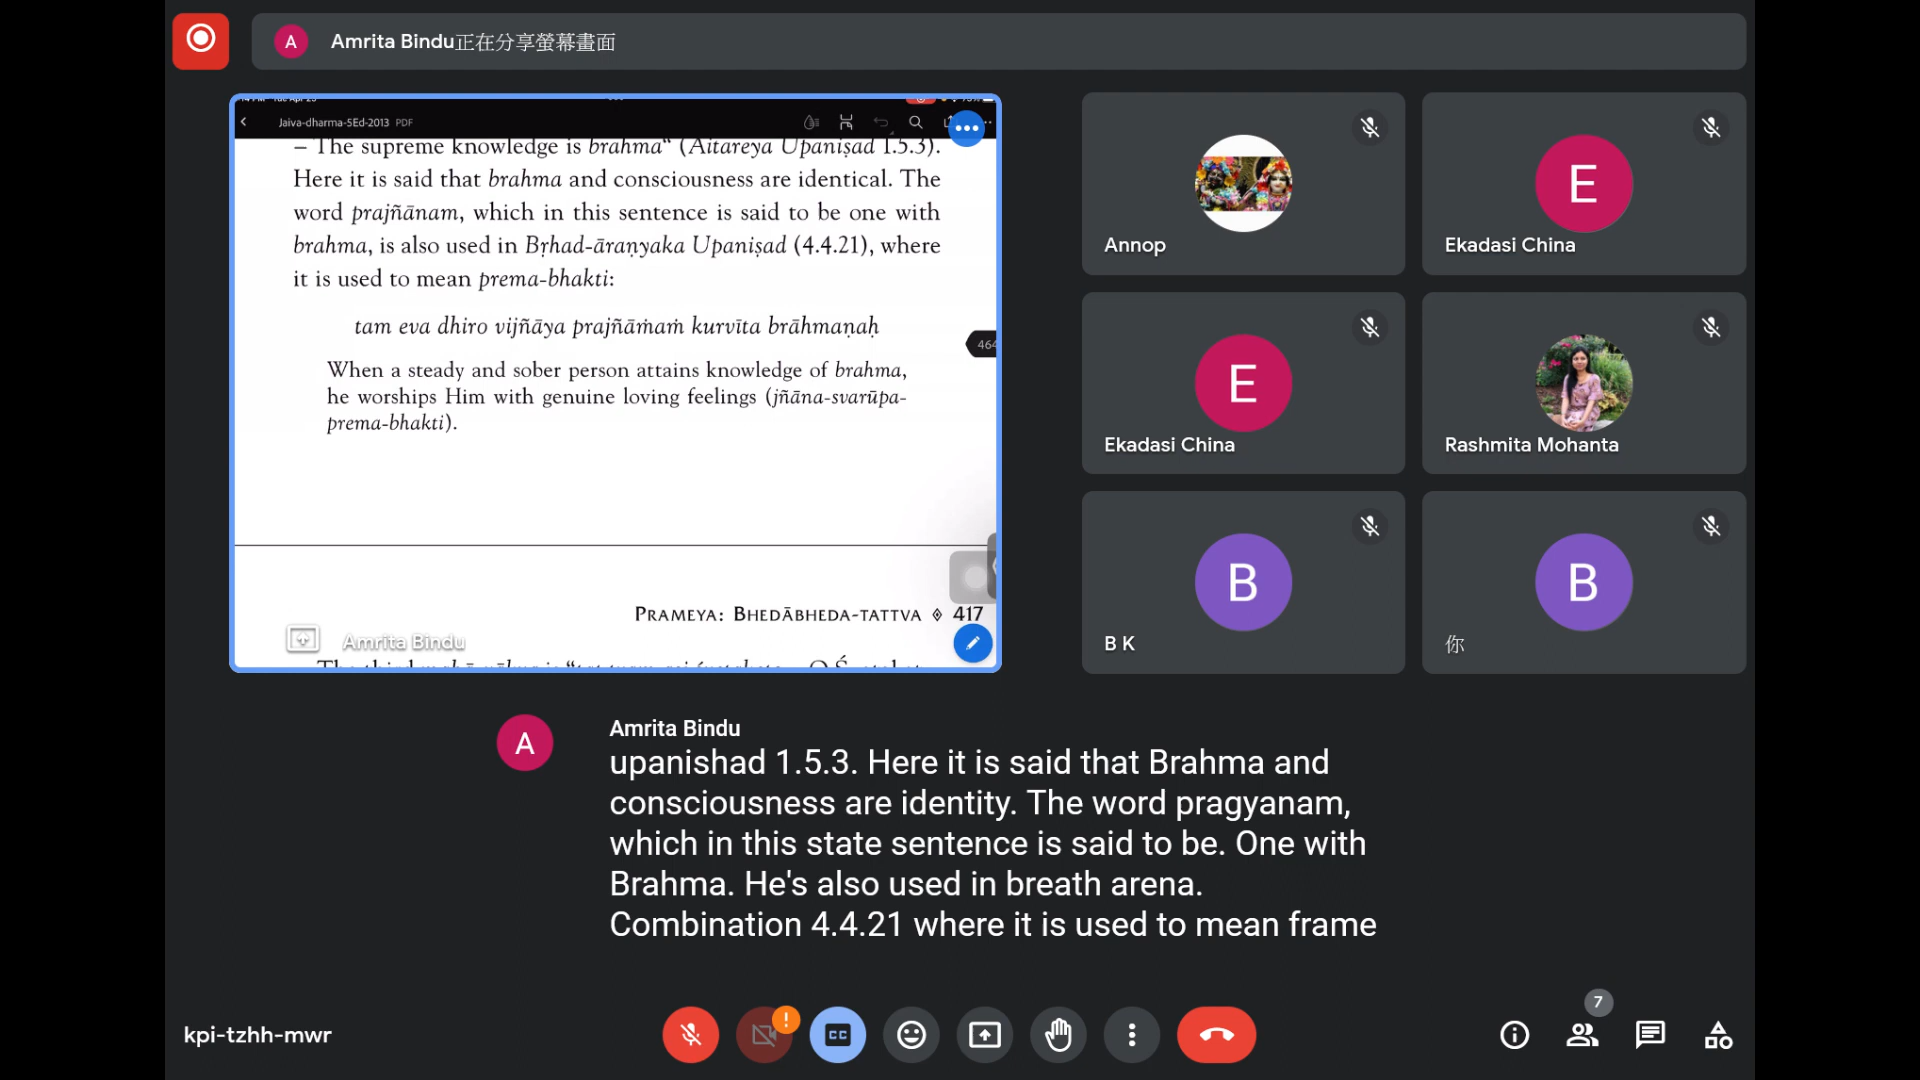 A
Amrita Bindu正在分享螢幕畫面
Jaiva-dharma-5Ed-2013 PDF
– The supreme knowledge is brahma“ (Aitareya Upaniṣad 1.5.3).
Here it is said that brahma and consciousness are identical. The
word prajñānam, which in this sentence is said to be one with
brahma, is also used in Bṛhad-āraṇyaka Upaniṣad (4.4.21), where
it is used to mean prema-bhakti:
tam eva dhiro vijñāya prajñāṁaṁ kurvīta brāhmaṇaḥ
464
When a steady and sober person attains knowledge of brahma,
he worships Him with genuine loving feelings (jñāna-svarūpa-
prema-bhakti).
PRAMEYA: BHEDĀBHEDA-TATTVA ◊ 417
Amrita Bindu
Annop
E
Ekadasi China
E
Ekadasi China
Rashmita Mohanta
B
B K
B
你
A
Amrita Bindu
upanishad 1.5.3. Here it is said that Brahma and
consciousness are identity. The word pragyanam,
which in this state sentence is said to be. One with
Brahma. He's also used in breath arena.
Combination 4.4.21 where it is used to mean frame
kpi-tzhh-mwr
!
CC
7